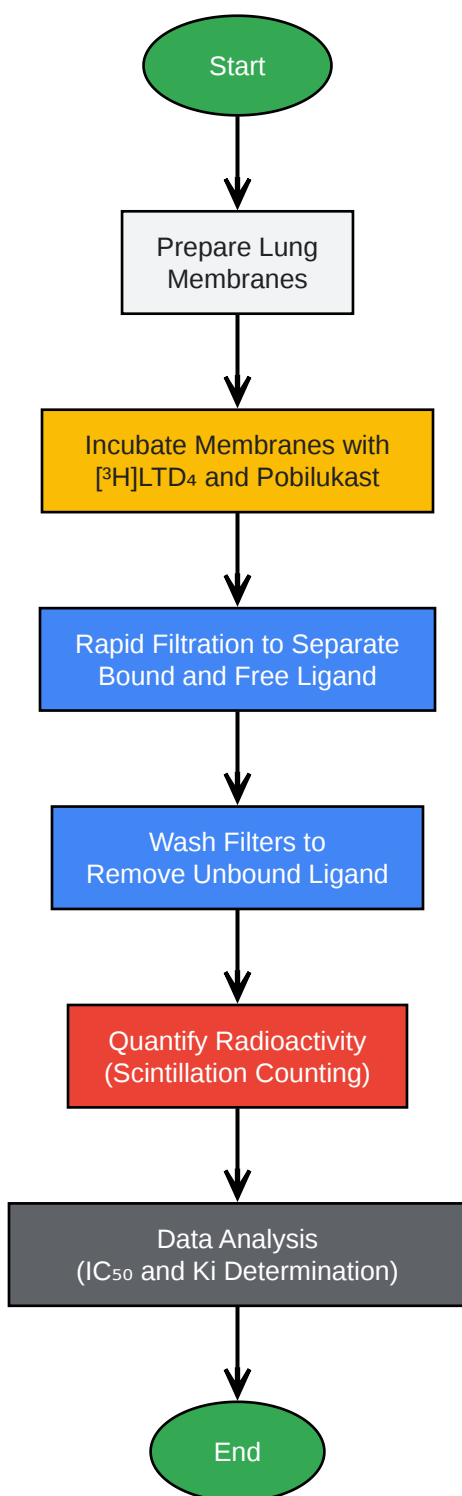 Start
Prepare Lung
Membranes
Incubate Membranes with
[³H]LTD₄ and Pobilukast
Rapid Filtration to Separate
Bound and Free Ligand
Wash Filters to
Remove Unbound Ligand
Quantify Radioactivity
(Scintillation Counting)
Data Analysis
(IC₅₀ and Ki Determination)
End